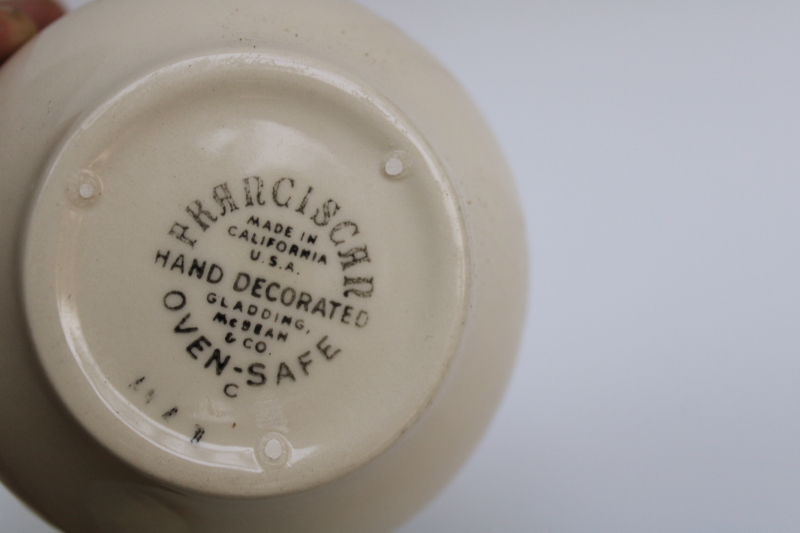 FRANCISCAN
MADE IN
CALIFORNIA
U.S.A.
HAND DECORATED
GLADDING,
McBEAN
& CO.
OVEN-SAFE
C